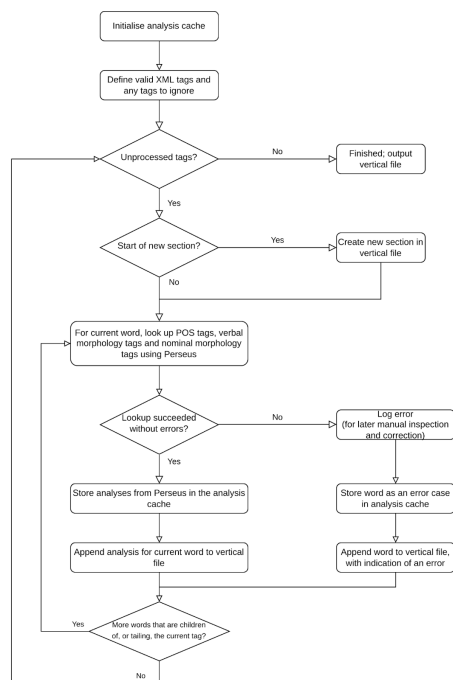 Initialise analysis cache
Define valid XML tags and
any tags to ignore
Unprocessed tags?
No
Finished; output
vertical file
Yes
Start of new section?
Yes
Create new section in
vertical file
No
For current word, look up POS tags, verbal
morphology tags and nominal morphology
tags using Perseus
Lookup succeeded
without errors?
No
Log error
(for later manual inspection
and correction)
Yes
Store analyses from Perseus in the analysis
cache
Store word as an error case
in analysis cache
Append analysis for current word to vertical
file
Append word to vertical file,
with indication of an error
More words that are children
of, or tailing, the current tag?
Yes
No